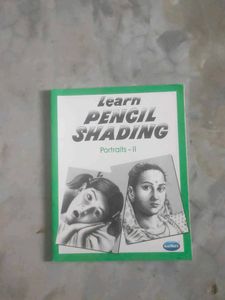 Learn
PENCIL
SHADING
Portraits - II